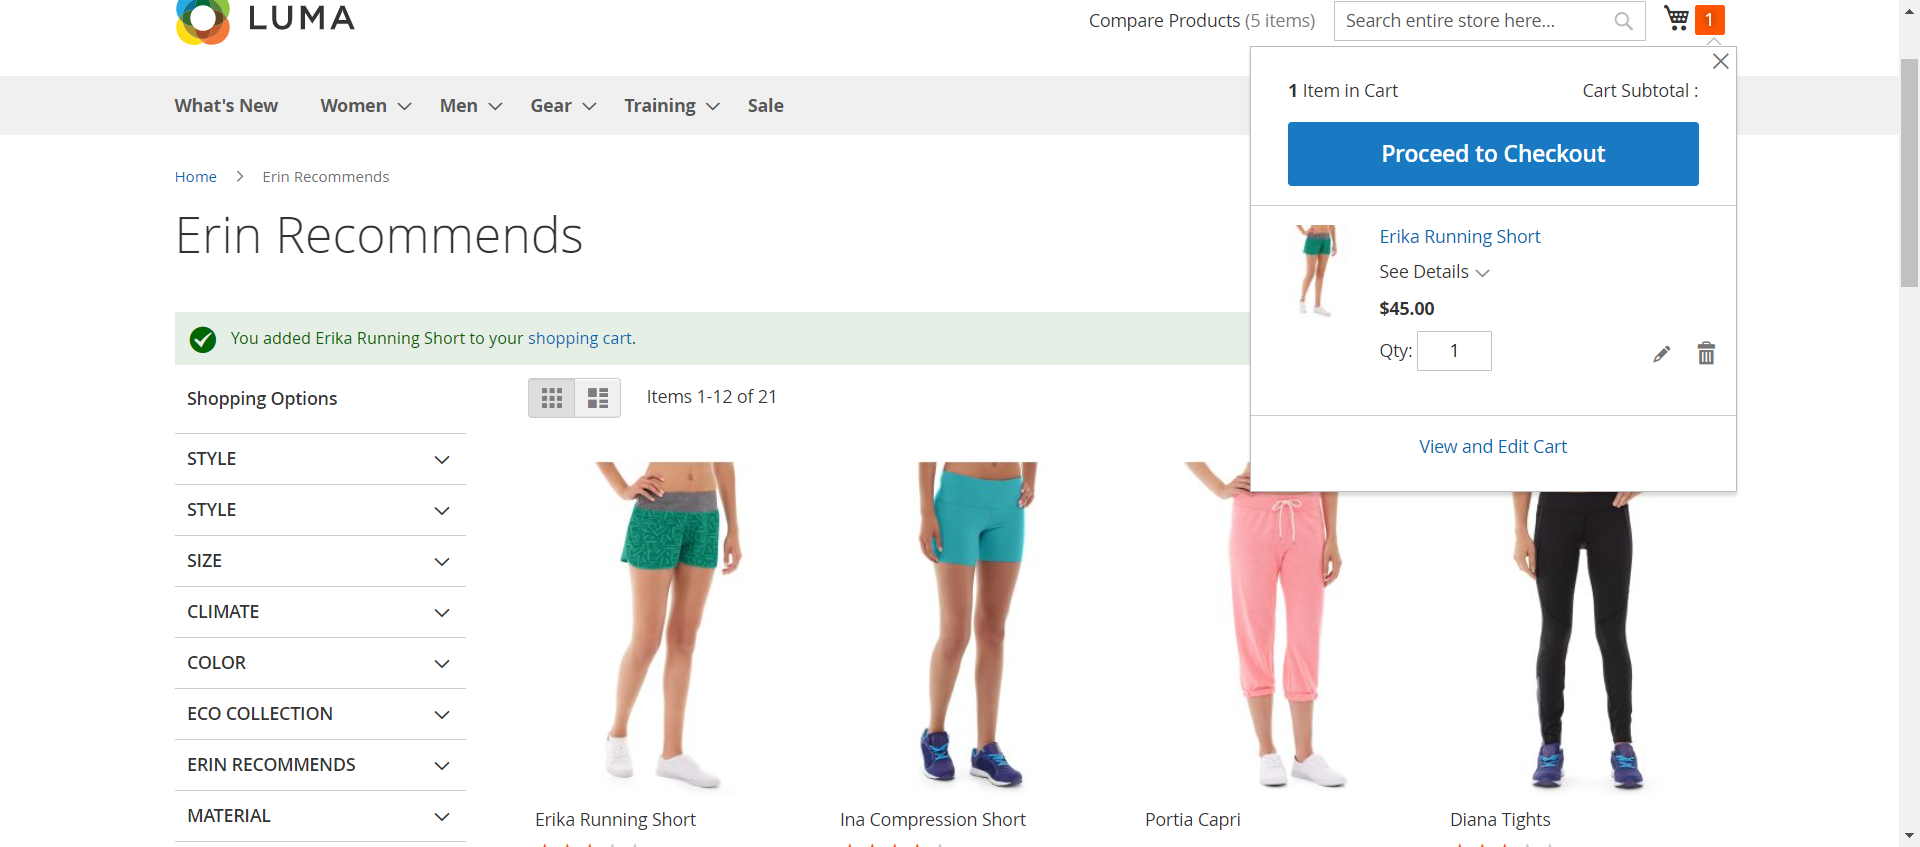 LUMA
Compare Products (5 items)
Search entire store here...
1
What's New
Women
Men
Gear
Training
Sale
1 Item in Cart
Cart Subtotal :
Proceed to Checkout
Erika Running Short
See Details
$45.00
Qty: 1
View and Edit Cart
Home
Erin Recommends
Erin Recommends
You added Erika Running Short to your shopping cart.
Shopping Options
STYLE
STYLE
SIZE
CLIMATE
COLOR
ECO COLLECTION
ERIN RECOMMENDS
MATERIAL
Items 1-12 of 21
Erika Running Short
Ina Compression Short
Portia Capri
Diana Tights